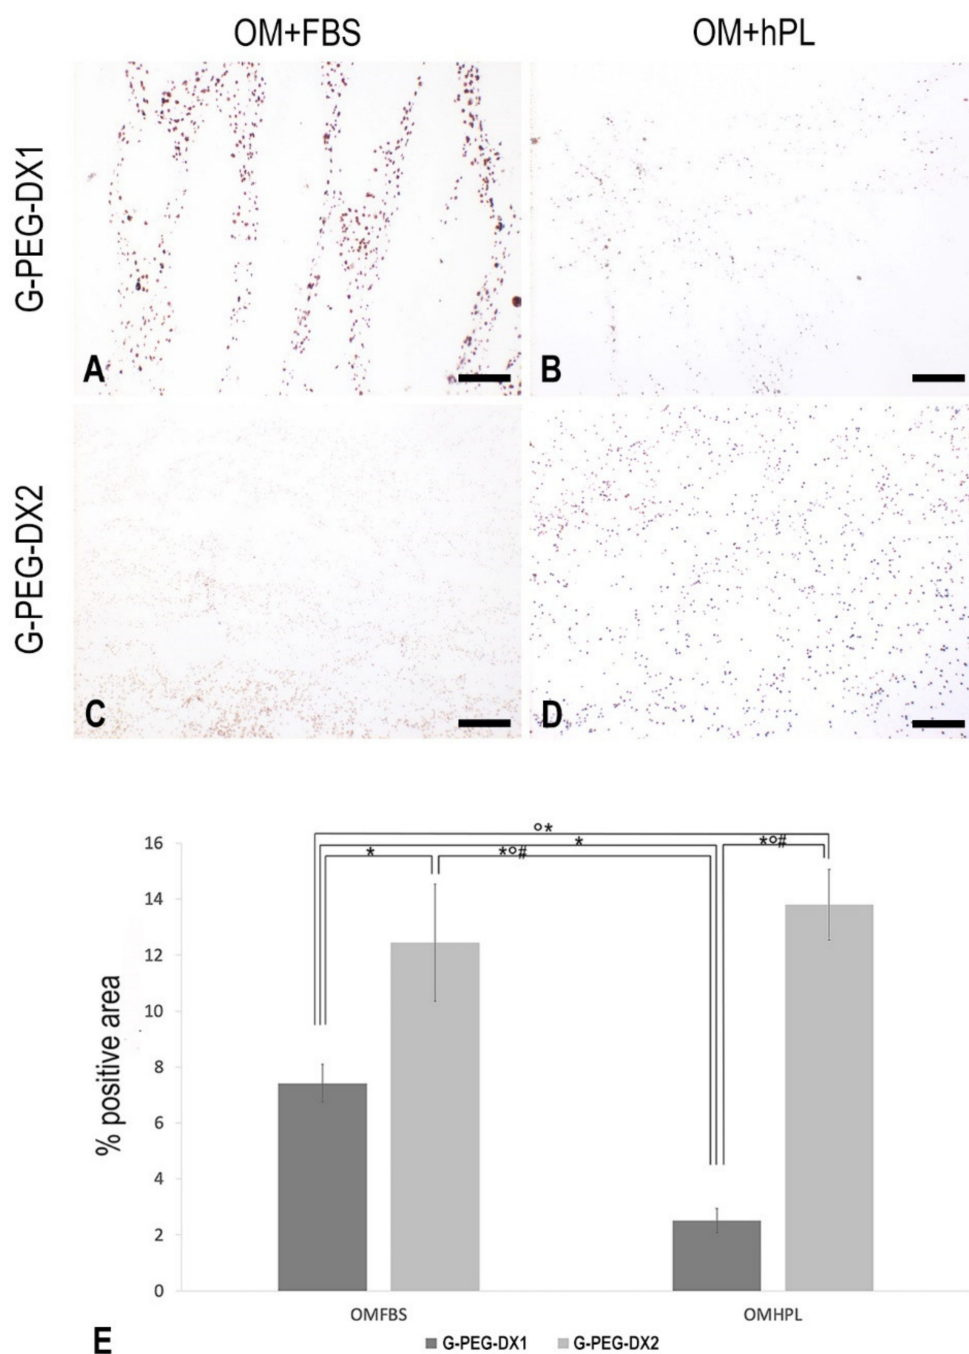 OM+FBS OM+hPL
G-PEG-DX1
A B
G-PEG-DX2
C D
°*
*
* *°# *°#
16
14
12
10
8
6
4
2
0
% positive area
OMFBS OMHPL
E
G-PEG-DX1 G-PEG-DX2